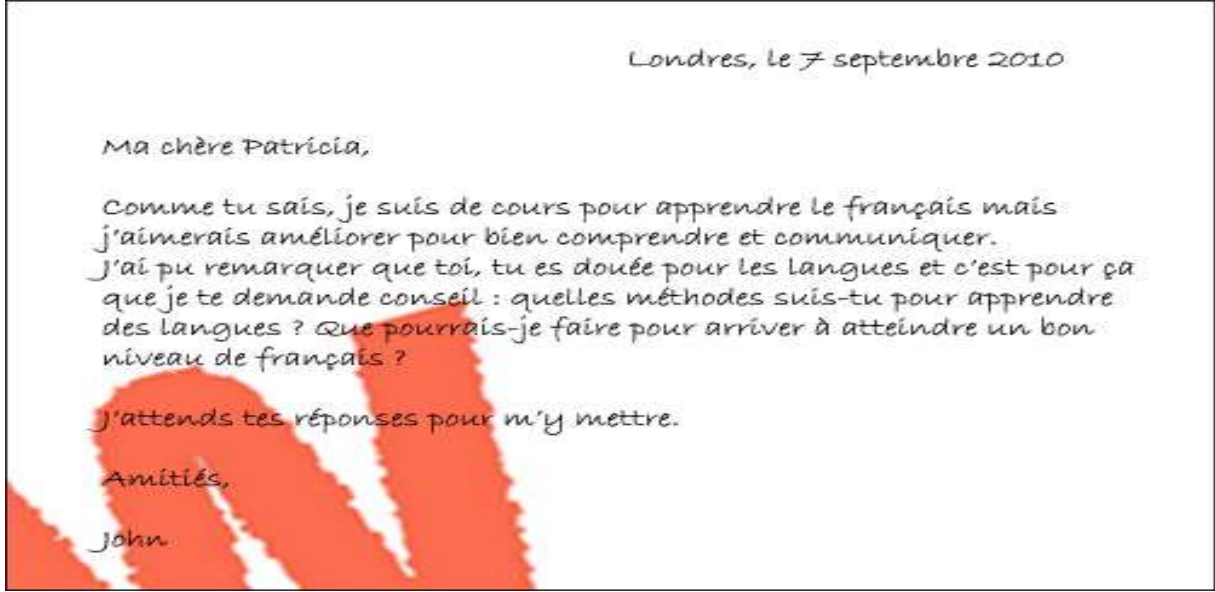 Londres, le 7 septembre 2010
Ma chère Patricia,
Comme tu sais, je suis de cours pour apprendre le français mais
j'aimerais améliorer pour bien comprendre et communiquer.
J'ai pu remarquer que toi, tu es douée pour les langues et c'est pour ça
que je te demande conseil : quelles méthodes suis-tu pour apprendre
des langues ? Que pourrais-je faire pour arriver à atteindre un bon
niveau de français ?
J'attends tes réponses pour m'y mettre.
Amitiés,
John